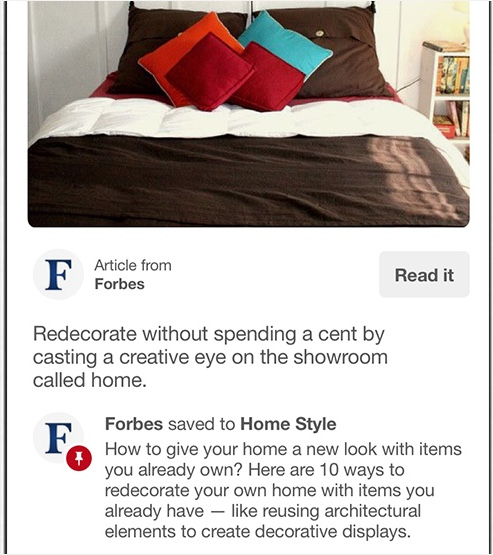 F
Article from
Forbes
Read it
Redecorate without spending a cent by
casting a creative eye on the showroom
called home.
F
Forbes saved to Home Style
How to give your home a new look with items
you already own? Here are 10 ways to
redecorate your own home with items you
already have — like reusing architectural
elements to create decorative displays.